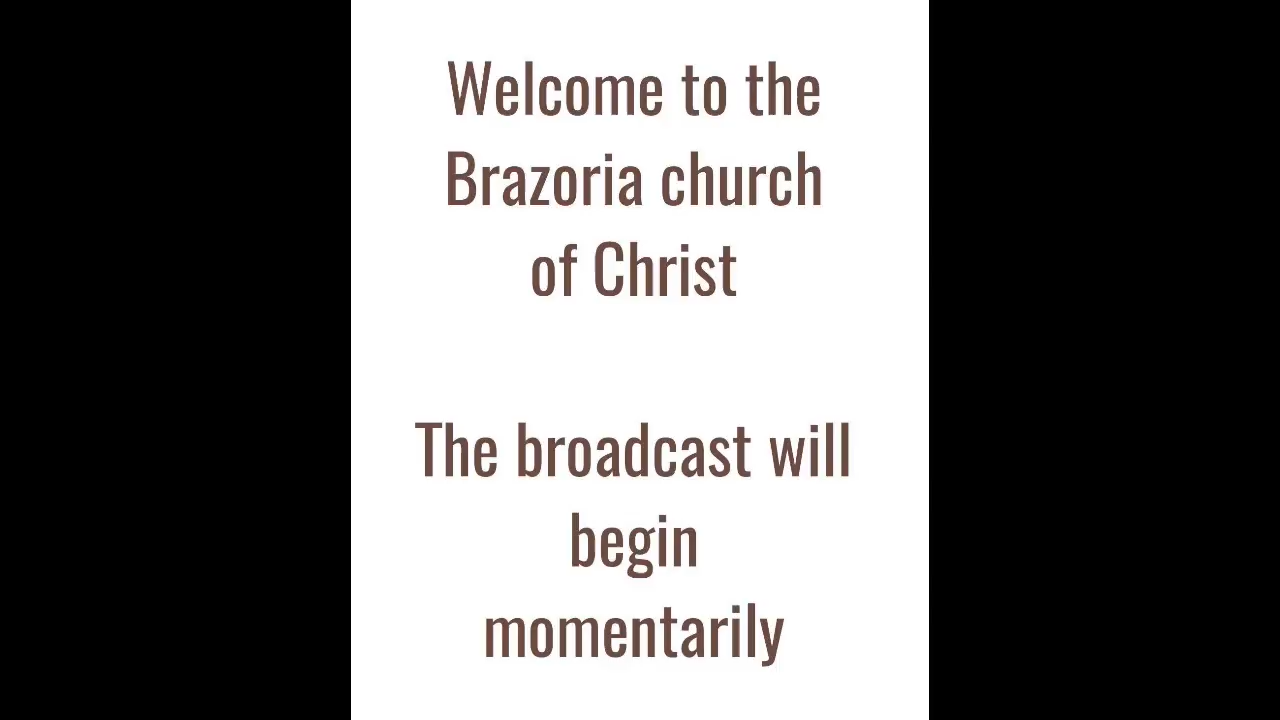 Welcome to the
Brazoria church
of Christ
The broadcast will
begin
momentarily